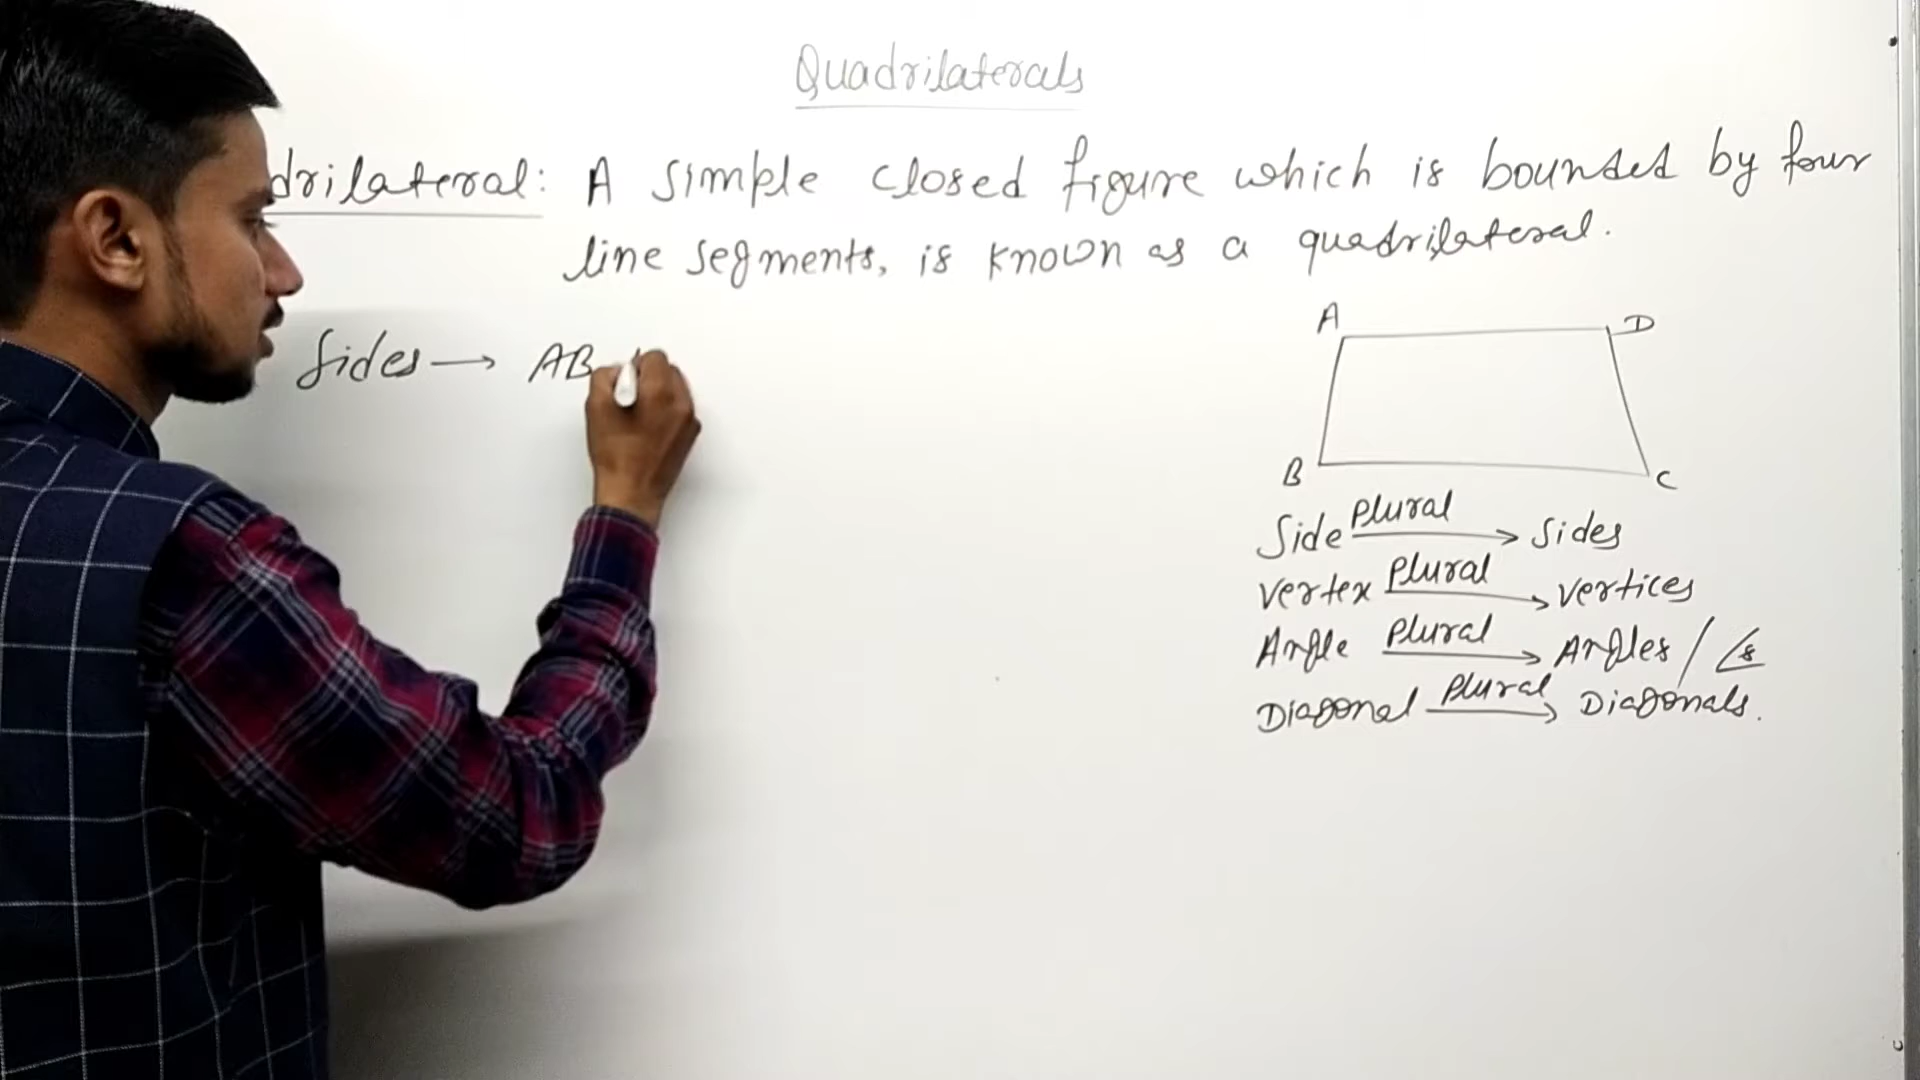 Quadrilaterals
drilateral: A simple closed figure which is bounded by four
line segments, is known as a quadrilateral.
Sides → AB
A D
B C
Side plural → Sides
Vertex plural → Vertices
Angle plural → Angles / ∠s
Diagonal plural → Diagonals.